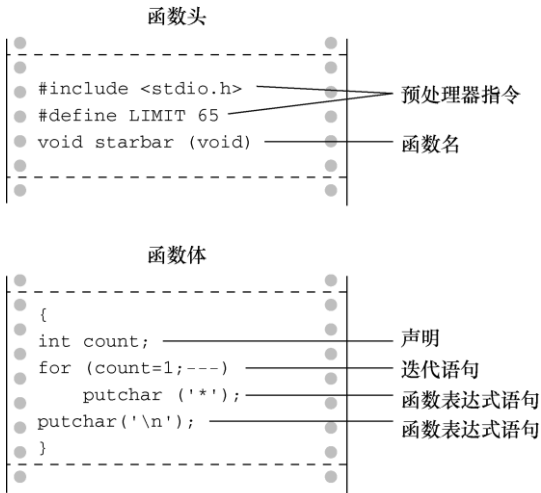 函数头
#include <stdio.h>
预处理器指令
#define LIMIT 65
void starbar (void)
函数名
函数体
{
int count;
声明
for (count=1;---)
迭代语句
putchar ('*');
函数表达式语句
putchar('\n');
函数表达式语句
}